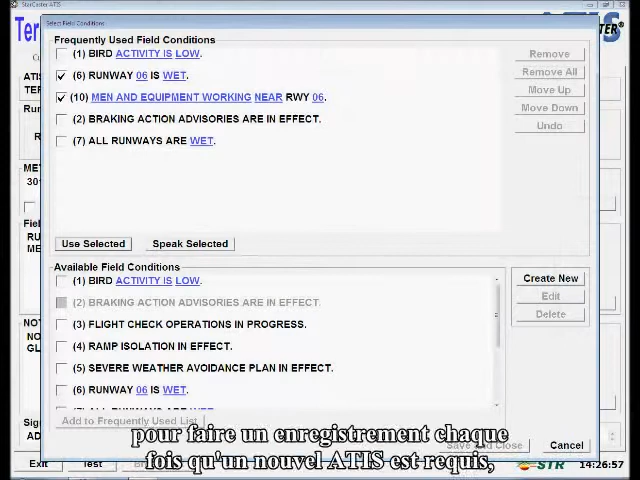 StarCaster ATIS
Select Field Conditions
Frequently Used Field Conditions
(1) BIRD ACTIVITY IS LOW.
(6) RUNWAY 06 IS WET.
(10) MEN AND EQUIPMENT WORKING NEAR RWY 06.
(2) BRAKING ACTION ADVISORIES ARE IN EFFECT.
(7) ALL RUNWAYS ARE WET.
Remove
Remove All
Move Up
Move Down
Undo
Use Selected
Speak Selected
Available Field Conditions
(1) BIRD ACTIVITY IS LOW.
(2) BRAKING ACTION ADVISORIES ARE IN EFFECT.
(3) FLIGHT CHECK OPERATIONS IN PROGRESS.
(4) RAMP ISOLATION IN EFFECT.
(5) SEVERE WEATHER AVOIDANCE PLAN IN EFFECT.
(6) RUNWAY 06 IS WET.
Create New
Edit
Delete
Add to Frequently Used List
Save and Close
Cancel
Exit
Test
STR
14:26:57
pour faire un enregistrement chaque
fois qu'un nouvel ATIS est requis,